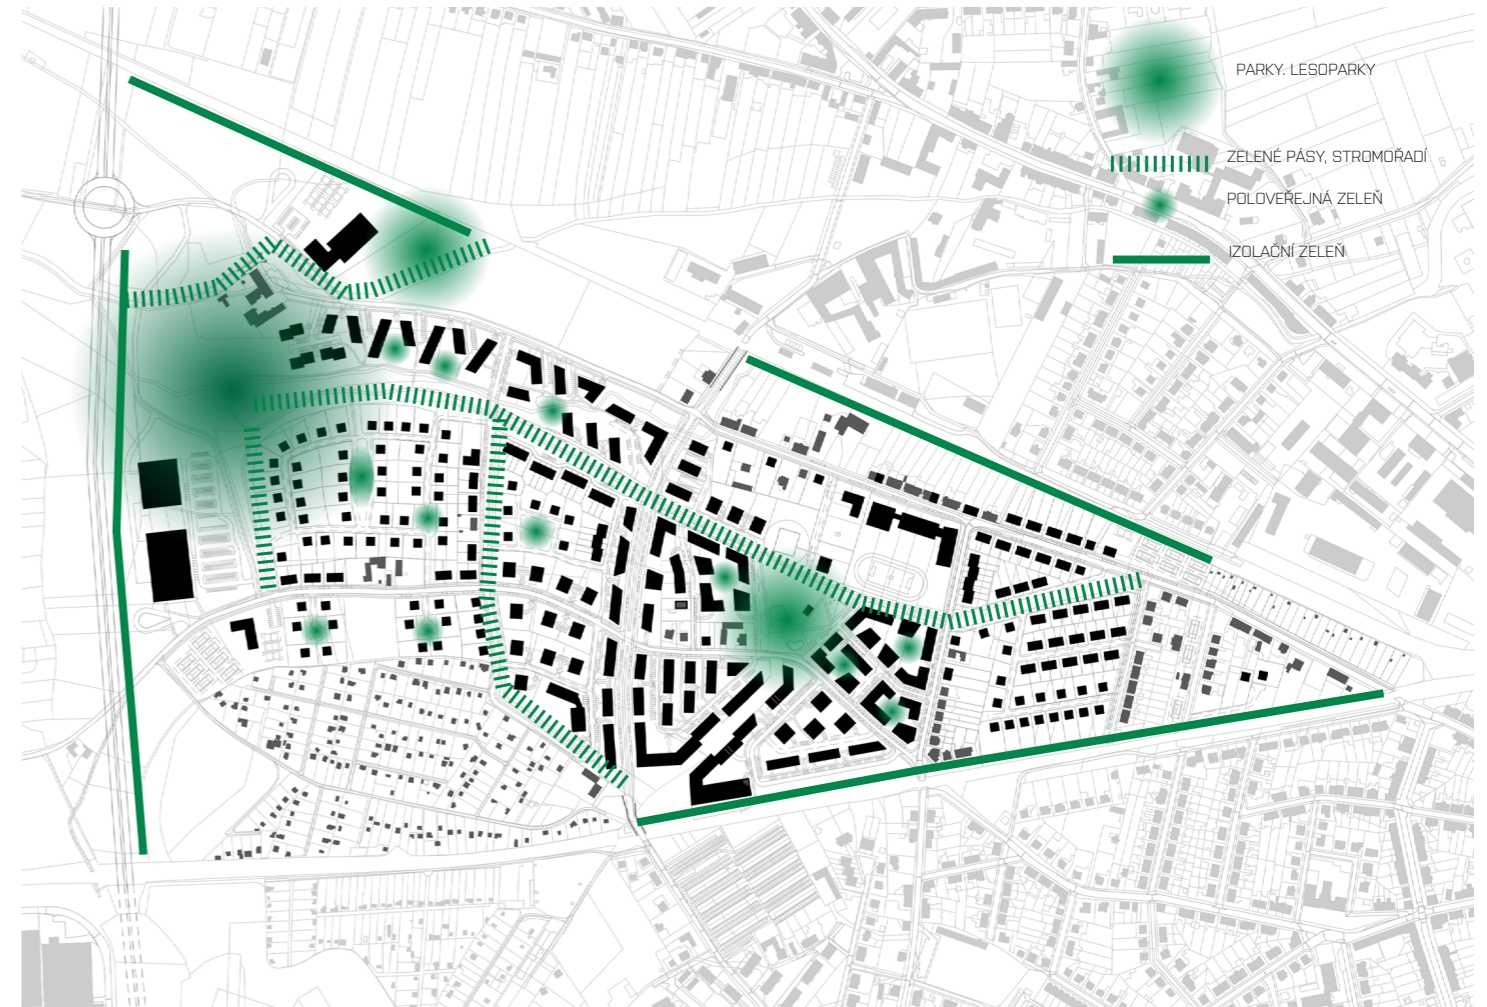 PARKY. LESOPARKY
ZELENÉ PÁSY, STROMOŘADÍ
POLOVEŘEJNÁ ZELEŇ
IZOLAČNÍ ZELEŇ